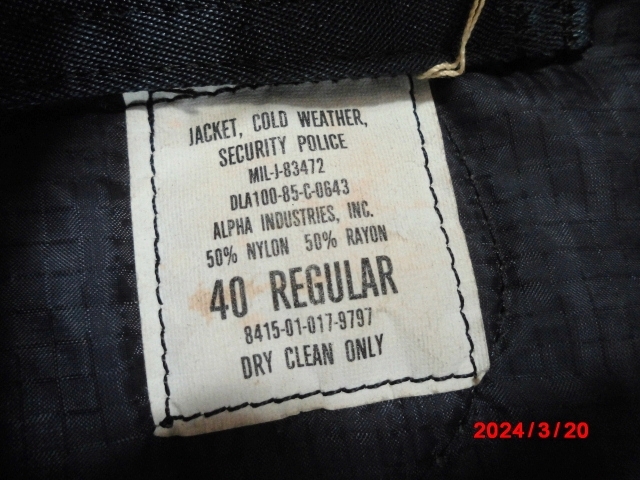 JACKET, COLD WEATHER,
SECURITY POLICE
MIL-J-83472
DLA100-85-C-0643
ALPHA INDUSTRIES, INC.
50% NYLON 50% RAYON
40 REGULAR
8415-01-017-9797
DRY CLEAN ONLY
2024/3/20